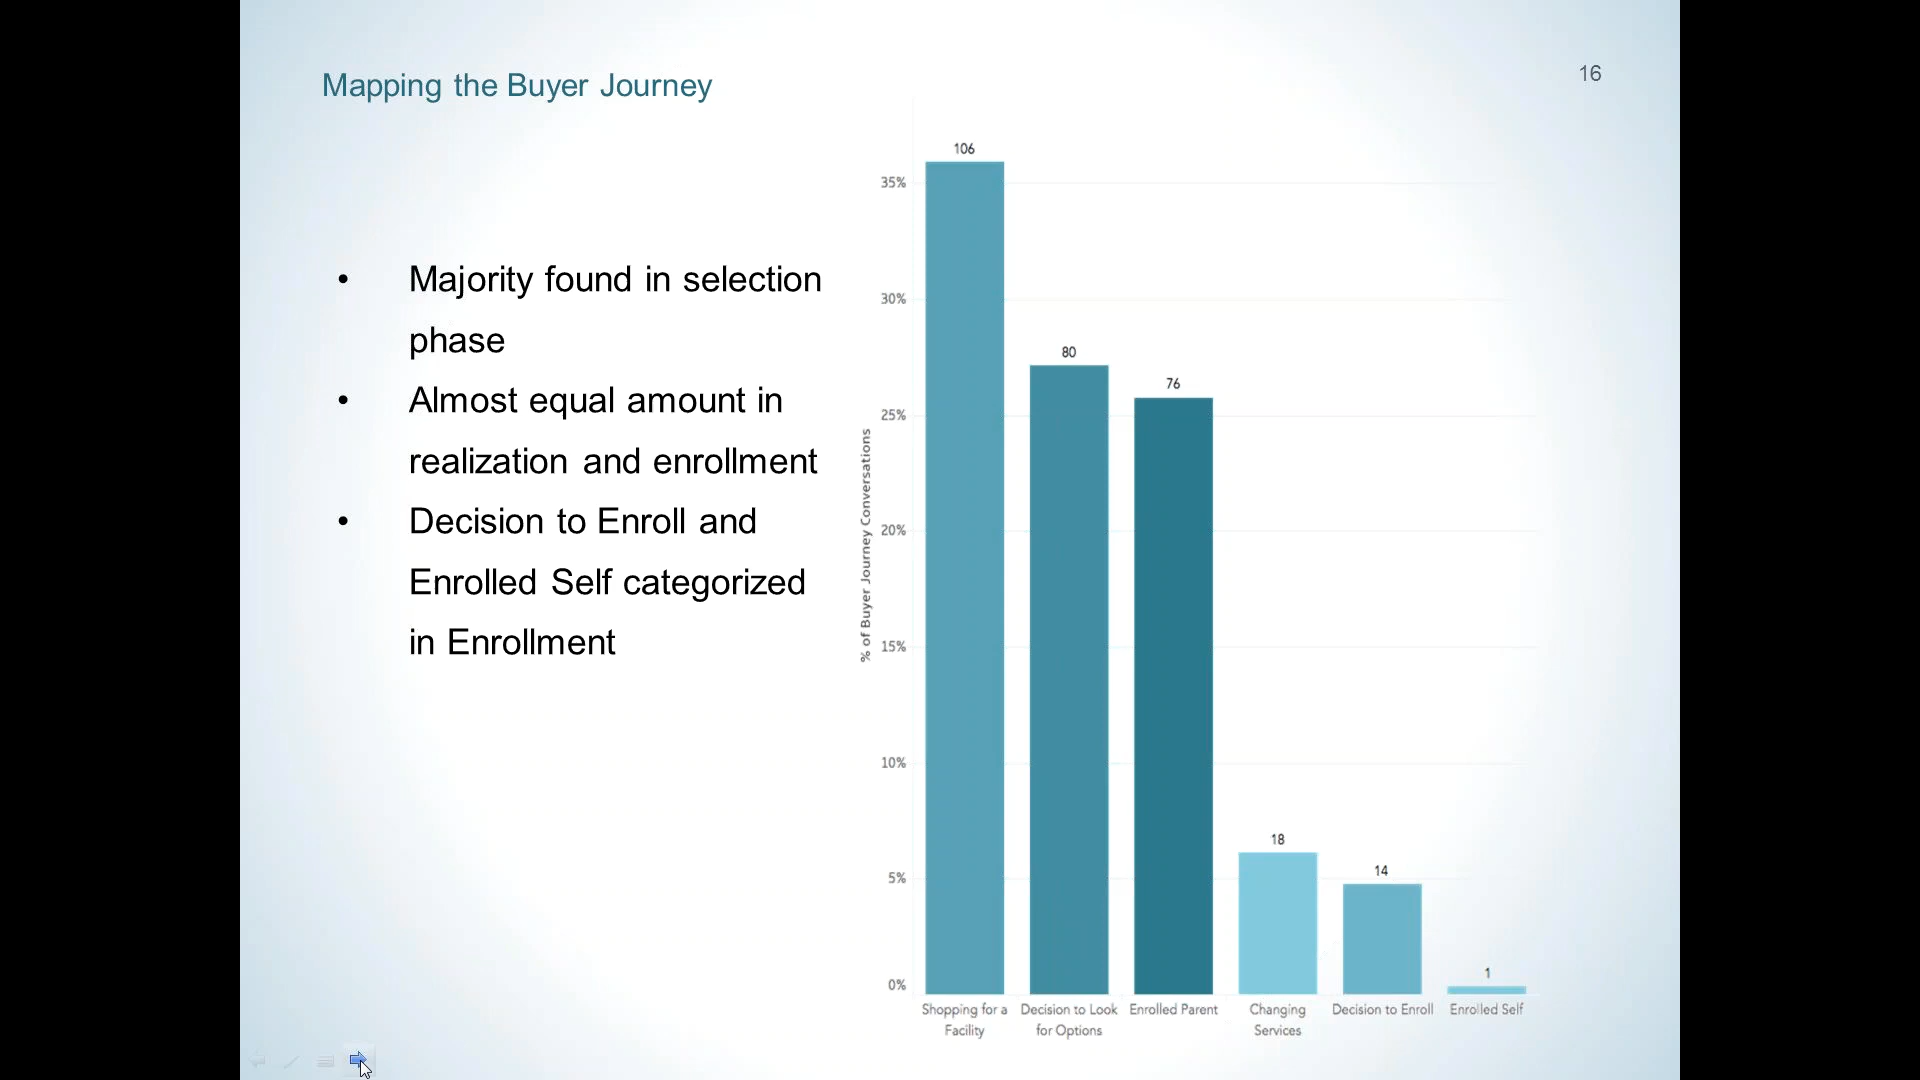 Mapping the Buyer Journey
16
• Majority found in selection
phase
• Almost equal amount in
realization and enrollment
• Decision to Enroll and
Enrolled Self categorized
in Enrollment
% of Buyer Journey Conversations
35%
30%
25%
20%
15%
10%
5%
0%
106
80
76
18
14
1
Shopping for a
Facility
Decision to Look
for Options
Enrolled Parent
Changing
Services
Decision to Enroll
Enrolled Self